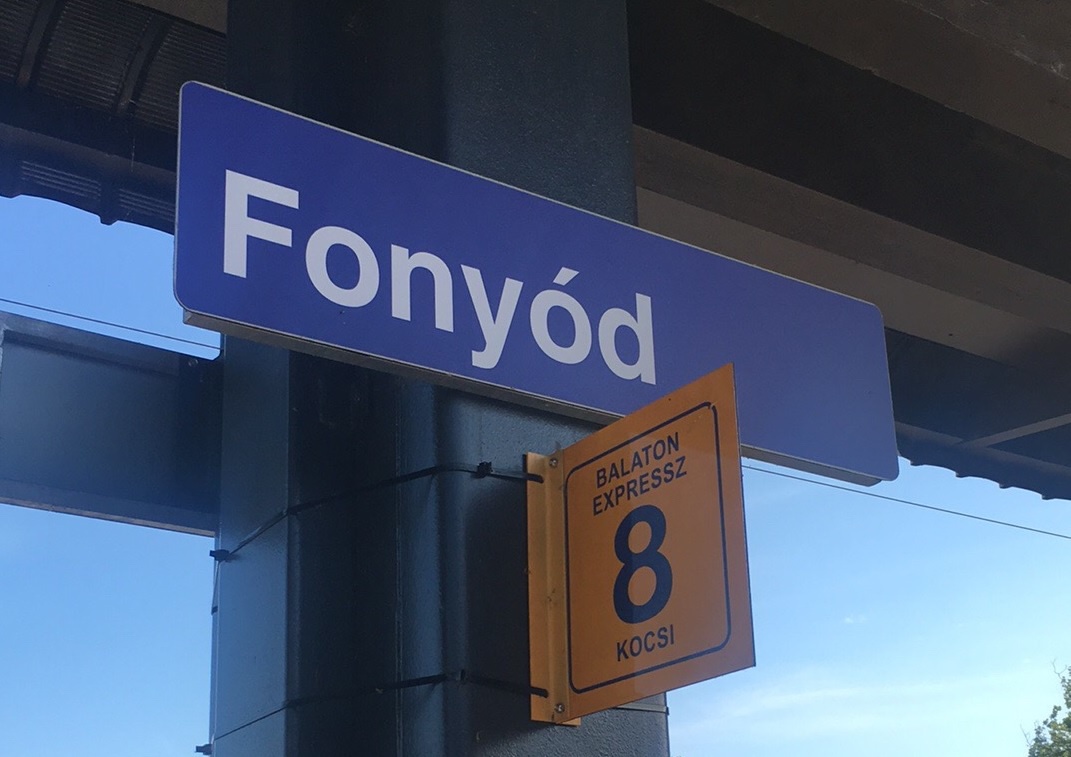 Fonyód
BALATON
EXPRESSZ
8
KOCSI